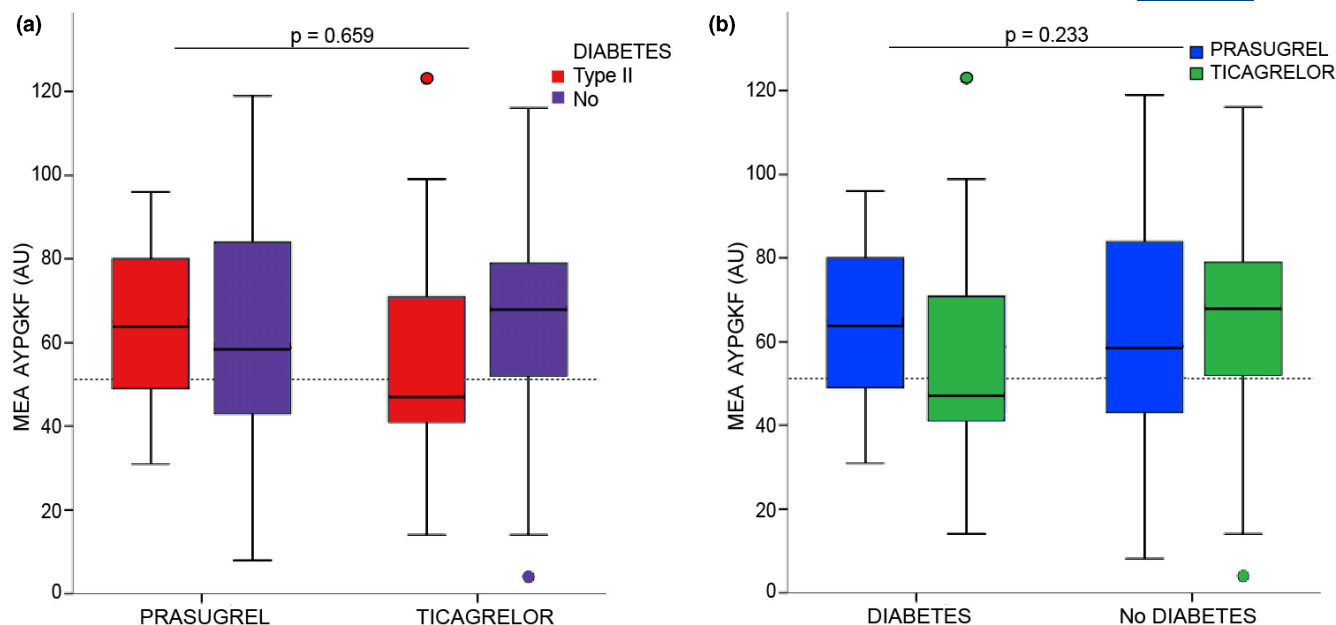 (a)
p = 0.659
DIABETES
Type II
No
MEA AYPGKF (AU)
120
100
80
60
40
20
0
PRASUGREL TICAGRELOR
(b)
p = 0.233
PRASUGREL
TICAGRELOR
MEA AYPGKF (AU)
120
100
80
60
40
20
0
DIABETES No DIABETES